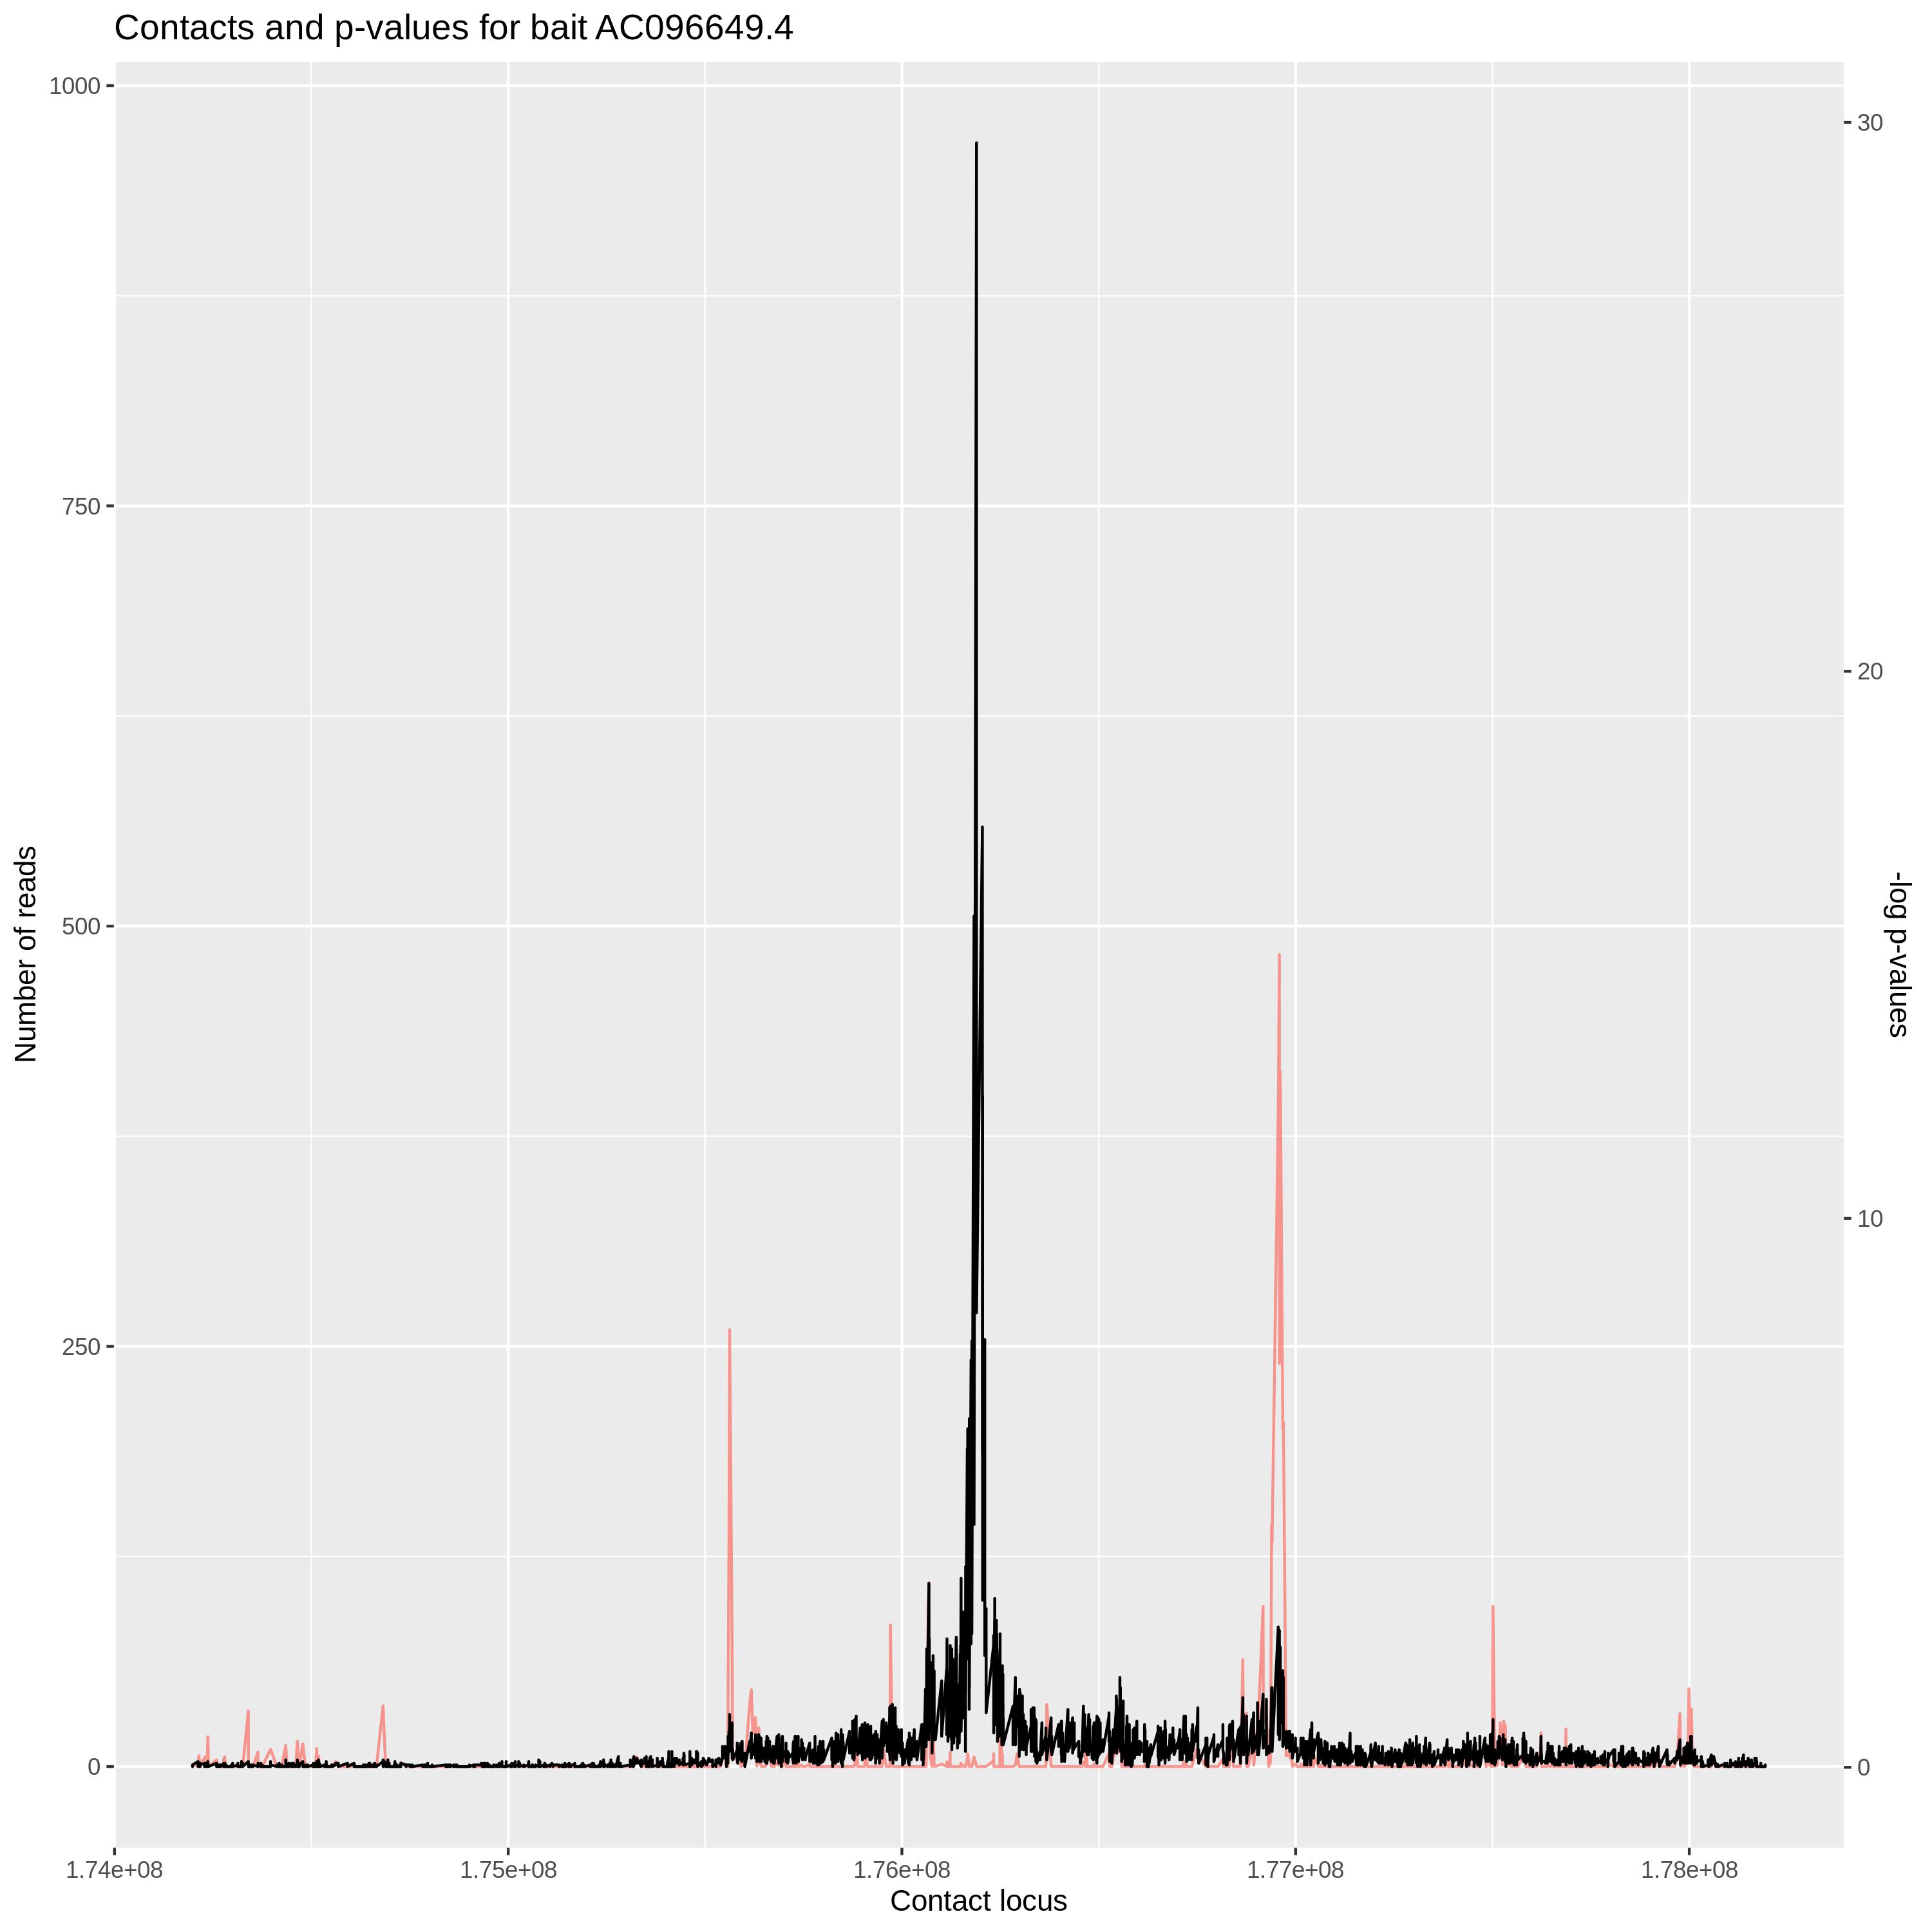 Contacts and p-values for bait AC096649.4
1000
750
500
250
0
Number of reads
30
20
10
0
-log p-values
1.74e+08
1.75e+08
1.76e+08
1.77e+08
1.78e+08
Contact locus